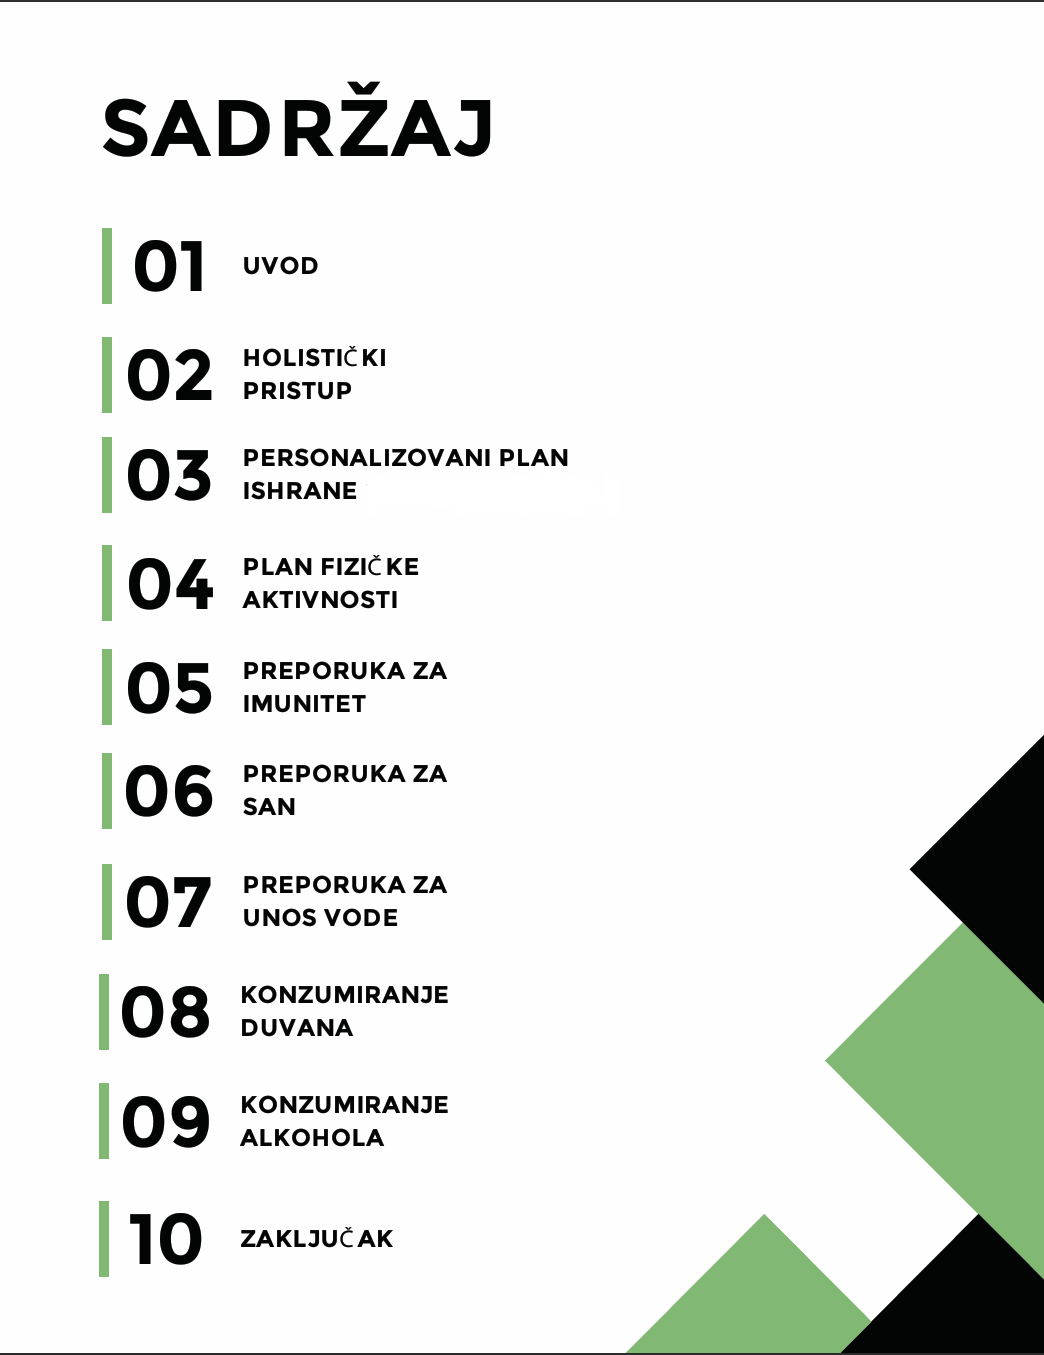 SADRŽAJ
01 UVOD
02 HOLISTIČKI
PRISTUP
03 PERSONALIZOVANI PLAN
ISHRANE
04 PLAN FIZIČKE
AKTIVNOSTI
05 PREPORUKA ZA
IMUNITET
06 PREPORUKA ZA
SAN
07 PREPORUKA ZA
UNOS VODE
08 KONZUMIRANJE
DUVANA
09 KONZUMIRANJE
ALKOHOLA
10 ZAKLJUČAK